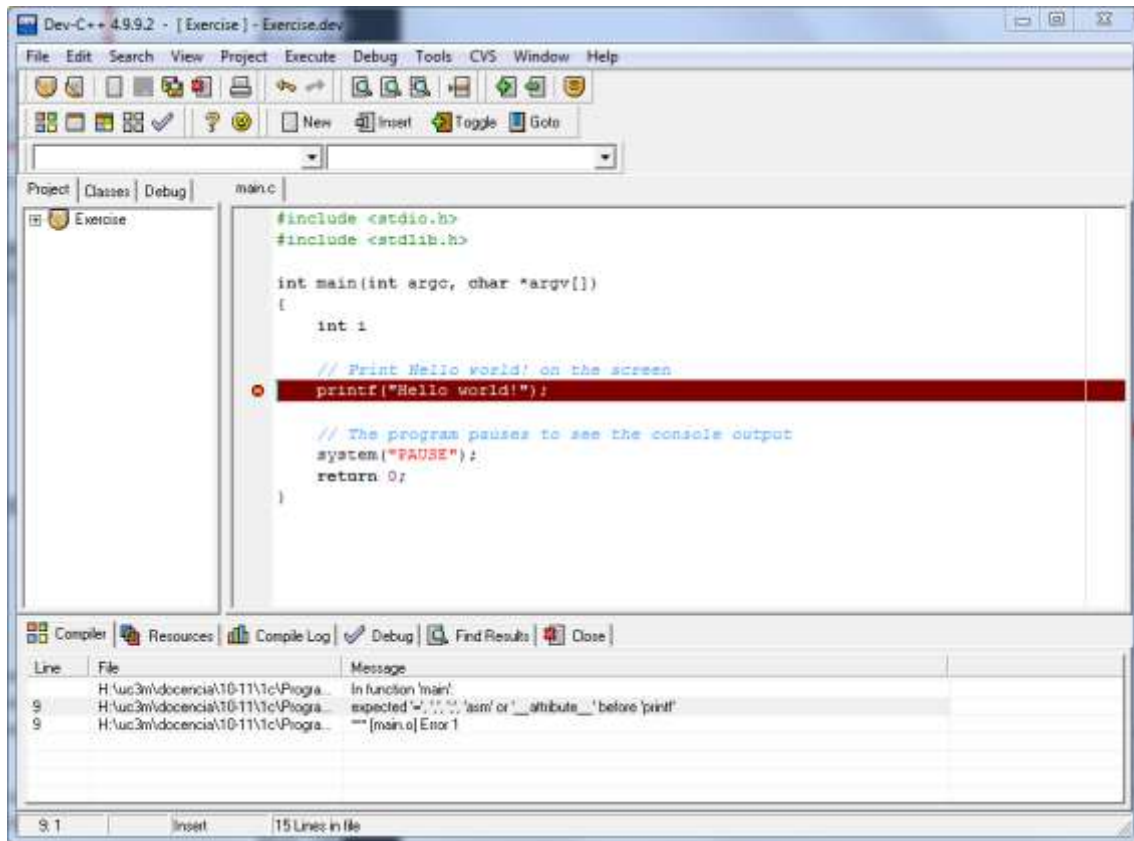 Dev-C++ 4.9.9.2 - [ Exercise ] - Exercise.dev
File Edit Search View Project Execute Debug Tools CVS Window Help
New Insert Toggle Goto
Project Classes Debug
main.c
Exercise
#include <stdio.h>
#include <stdlib.h>
int main(int argc, char *argv[])
{
int i
// Print Hello world! on the screen
printf("Hello world!");
// The program pauses to see the console output
system("PAUSE");
return 0;
}
Compiler Resources Compile Log Debug Find Results Close
Line File Message
H:\uc3m\docencia\10-11\1c\Progra... In function 'main':
9 H:\uc3m\docencia\10-11\1c\Progra... expected '=', ',', ';', 'asm' or '__attribute__' before 'printf'
9 H:\uc3m\docencia\10-11\1c\Progra... *** [main.o] Error 1
9: 1 Insert 15 Lines in file